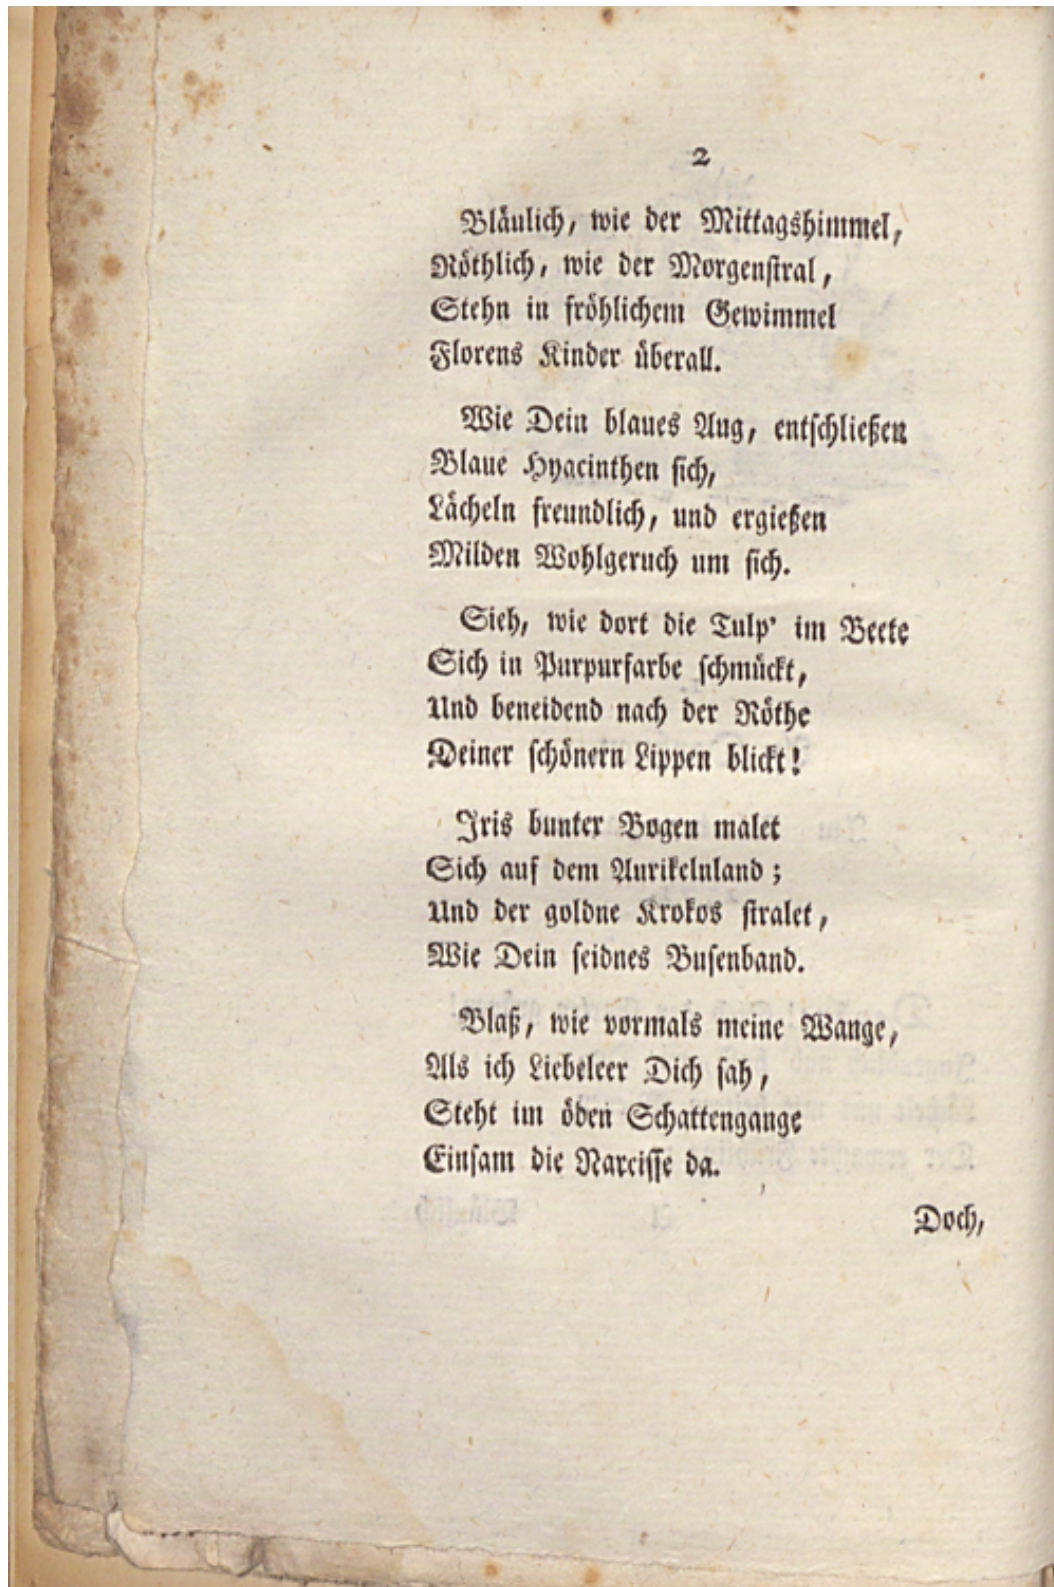 2
Bläulich, wie der Mittagshimmel,
Röthlich, wie der Morgenstral,
Stehn in fröhlichem Gewimmel
Florens Kinder überall.
Wie Dein blaues Aug, entschließen
Blaue Hyacinthen sich,
Lächeln freundlich, und ergießen
Milden Wohlgeruch um sich.
Sieh, wie dort die Tulp' im Beete
Sich in Purpurfarbe schmückt,
Und beneidend nach der Röthe
Deiner schönern Lippen blickt!
Iris bunter Bogen malet
Sich auf dem Aurikelnland;
Und der goldne Krokos stralet,
Wie Dein seidnes Busenband.
Blaß, wie vormals meine Wange,
Als ich Liebeleer Dich sah,
Steht im öden Schattengange
Einsam die Narcisse da.
Doch,